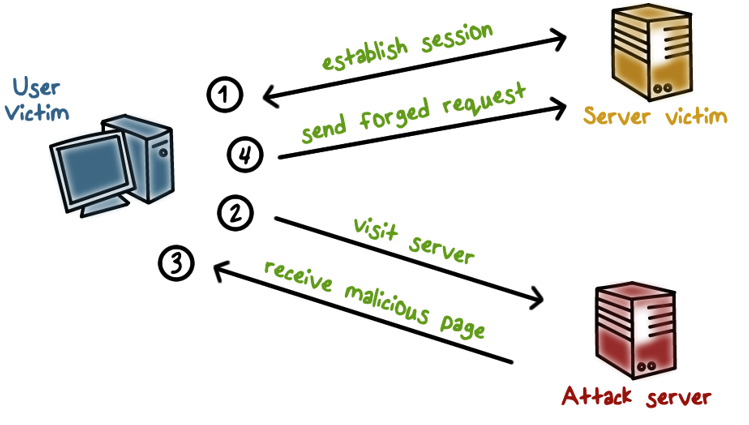 establish session
User
Victim
1
send forged request
Server victim
4
2
visit server
3
receive malicious page
Attack server